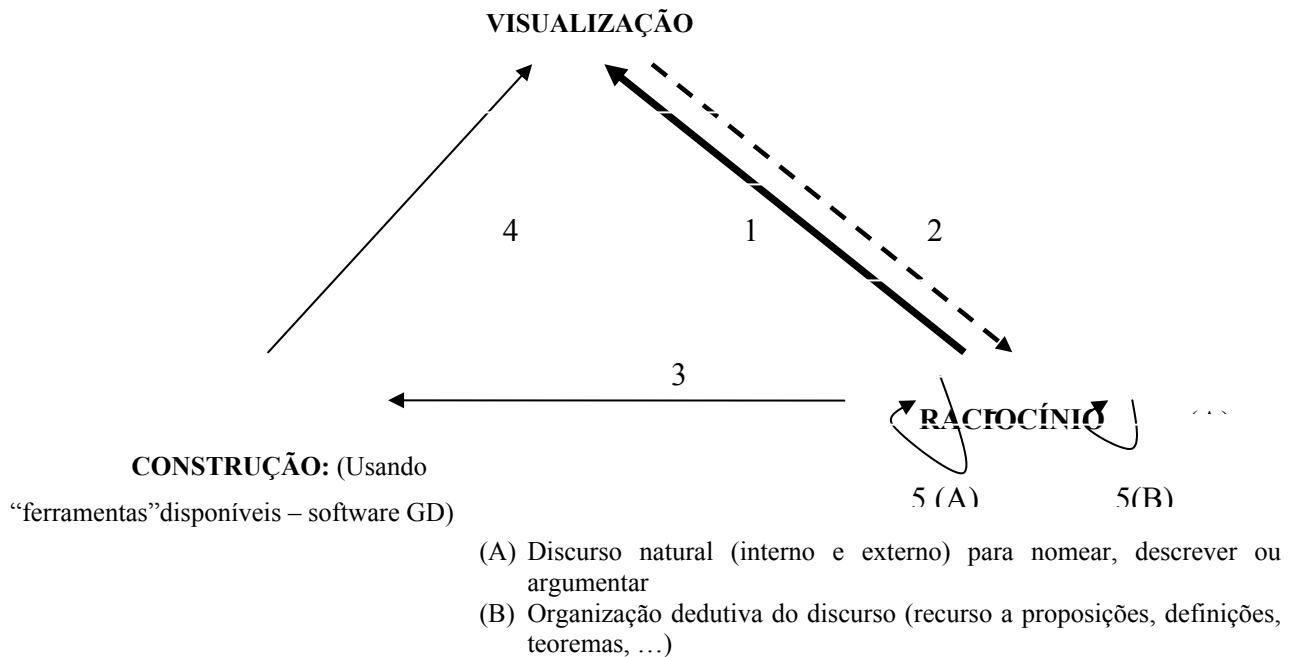 VISUALIZAÇÃO
4
1
2
3
RACIOCÍNIO
CONSTRUÇÃO: (Usando
“ferramentas”disponíveis – software GD)
5 (A)
5(B)
(A) Discurso natural (interno e externo) para nomear, descrever ou
argumentar
(B) Organização dedutiva do discurso (recurso a proposições, definições,
teoremas, …)